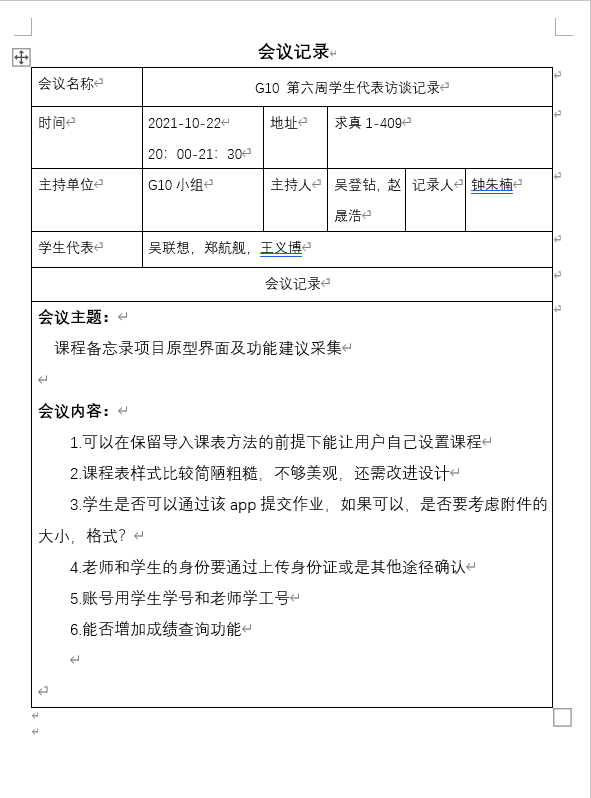 会议记录
会议名称 G10 第六周学生代表访谈记录
时间 2021-10-22 地址 求真 1-409
20：00-21：30
主持单位 G10 小组 主持人 吴登钻，赵 记录人 钟朱楠
晟浩
学生代表 吴联想，郑航舰，王义博
会议记录
会议主题：
课程备忘录项目原型界面及功能建议采集
会议内容：
1.可以在保留导入课表方法的前提下能让用户自己设置课程
2.课程表样式比较简陋粗糙，不够美观，还需改进设计
3.学生是否可以通过该 app 提交作业，如果可以，是否要考虑附件的
大小，格式？
4.老师和学生的身份要通过上传身份证或是其他途径确认
5.账号用学生学号和老师学工号
6.能否增加成绩查询功能